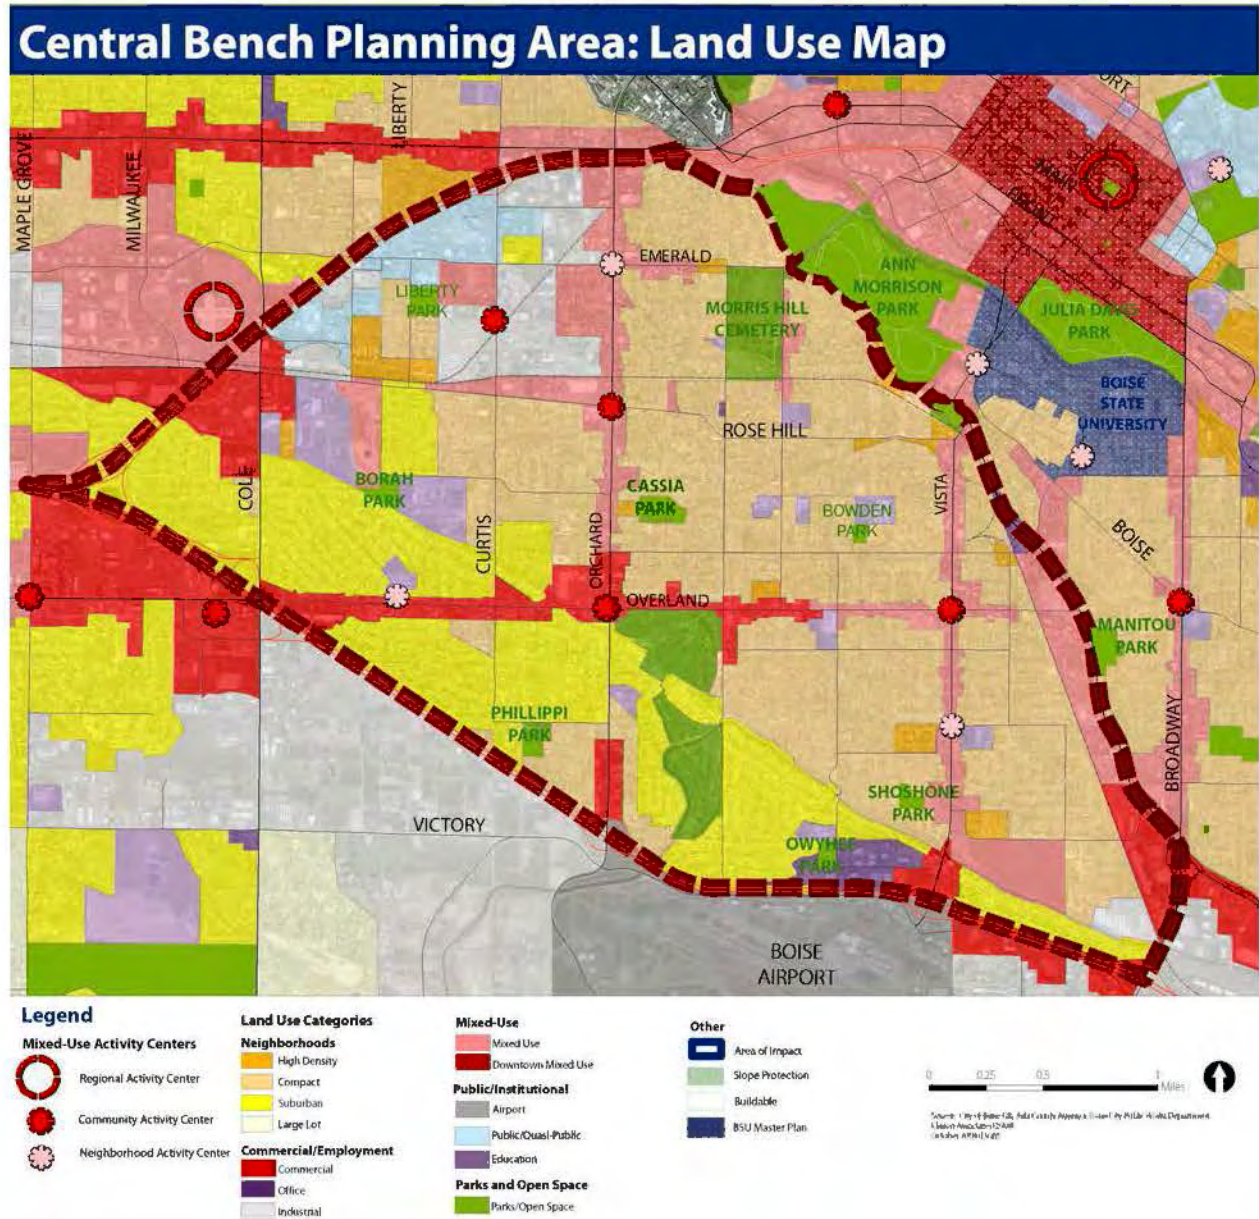 Central Bench Planning Area: Land Use Map
MAPLE GROVE
MILWAUKEE
LIBERTY
MAIN
FRONT
EMERALD
LIBERTY
PARK
MORRIS HILL
CEMETERY
ANN
MORRISON
PARK
JULIA DAVIS
PARK
BOISE
STATE
UNIVERSITY
ROSE HILL
COLE
BORAH
PARK
CURTIS
ORCHARD
CASSIA
PARK
BOWDEN
PARK
VISTA
BOISE
OVERLAND
MANITOU
PARK
PHILLIPPI
PARK
BROADWAY
SHOSHONE
PARK
VICTORY
OWYHEE
PARK
BOISE
AIRPORT
Legend
Mixed-Use Activity Centers
Regional Activity Center
Community Activity Center
Neighborhood Activity Center
Land Use Categories
Neighborhoods
High Density
Compact
Suburban
Large Lot
Commercial/Employment
Commercial
Office
Industrial
Mixed-Use
Mixed Use
Downtown Mixed Use
Public/Institutional
Airport
Public/Quasi-Public
Education
Parks and Open Space
Parks/Open Space
Other
Area of Impact
Slope Protection
Buildable
BSU Master Plan
0 0.25 0.5 1
Miles